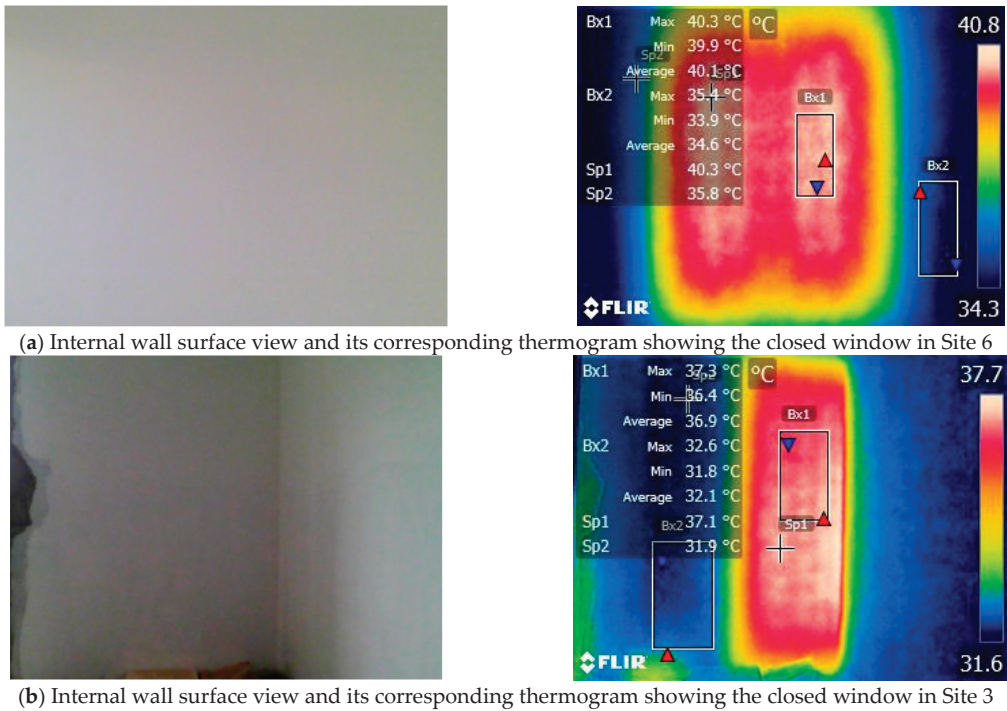 Bx1 Max 40.3 °C °C 40.8
Min 39.9 °C
Sp2
Average 40.1 °C
Sp1
Bx2 Max 35.4 °C
Bx1
Min 33.9 °C
Average 34.6 °C
Bx2
Sp1 40.3 °C
Sp2 35.8 °C
FLIR 34.3
(a) Internal wall surface view and its corresponding thermogram showing the closed window in Site 6
Bx1 Max 37.3 °C °C 37.7
Sp2
Min 36.4 °C
Bx1
Average 36.9 °C
Bx2 Max 32.6 °C
Min 31.8 °C
Average 32.1 °C
Sp1 37.1 °C
Bx2 Sp1
Sp2 31.9 °C
FLIR 31.6
(b) Internal wall surface view and its corresponding thermogram showing the closed window in Site 3